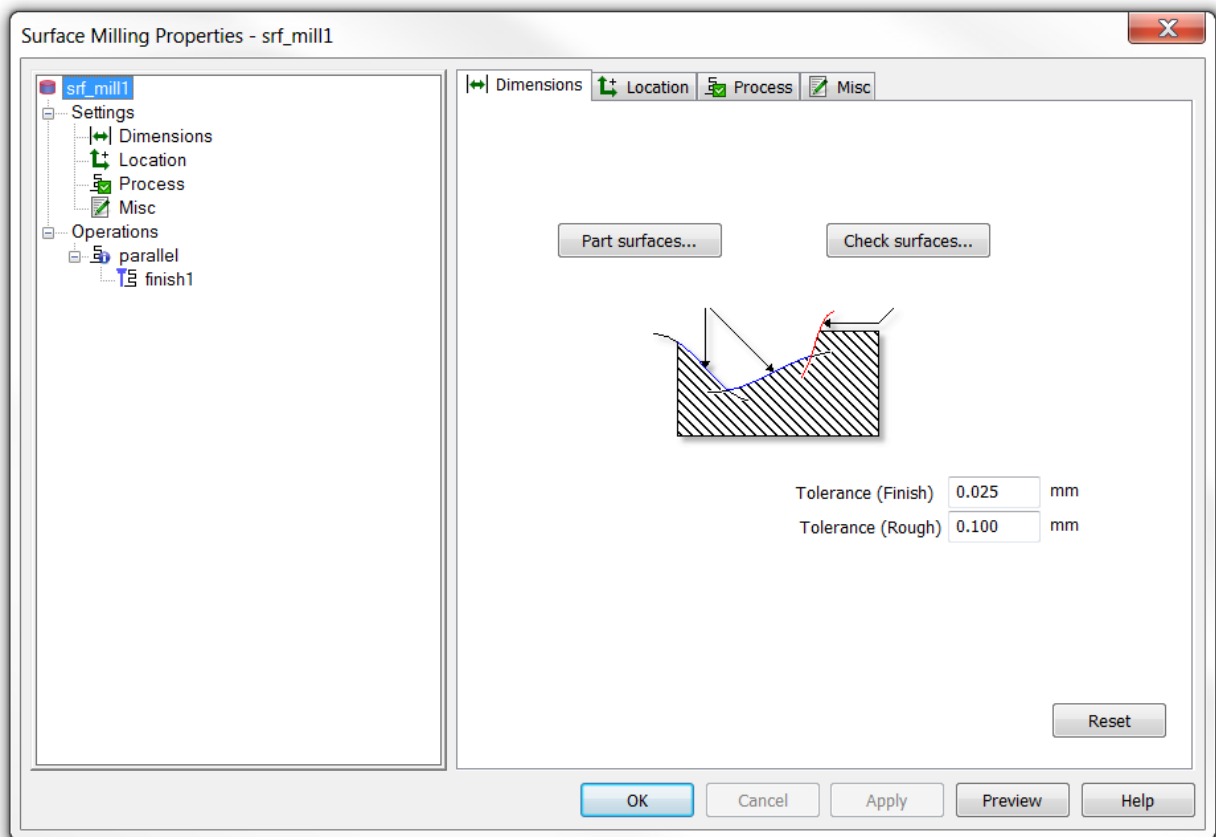 Surface Milling Properties - srf_mill1
srf_mill1
Settings
Dimensions
Location
Process
Misc
Operations
parallel
finish1
Dimensions Location Process Misc
Part surfaces... Check surfaces...
Tolerance (Finish) 0.025 mm
Tolerance (Rough) 0.100 mm
Reset
OK Cancel Apply Preview Help